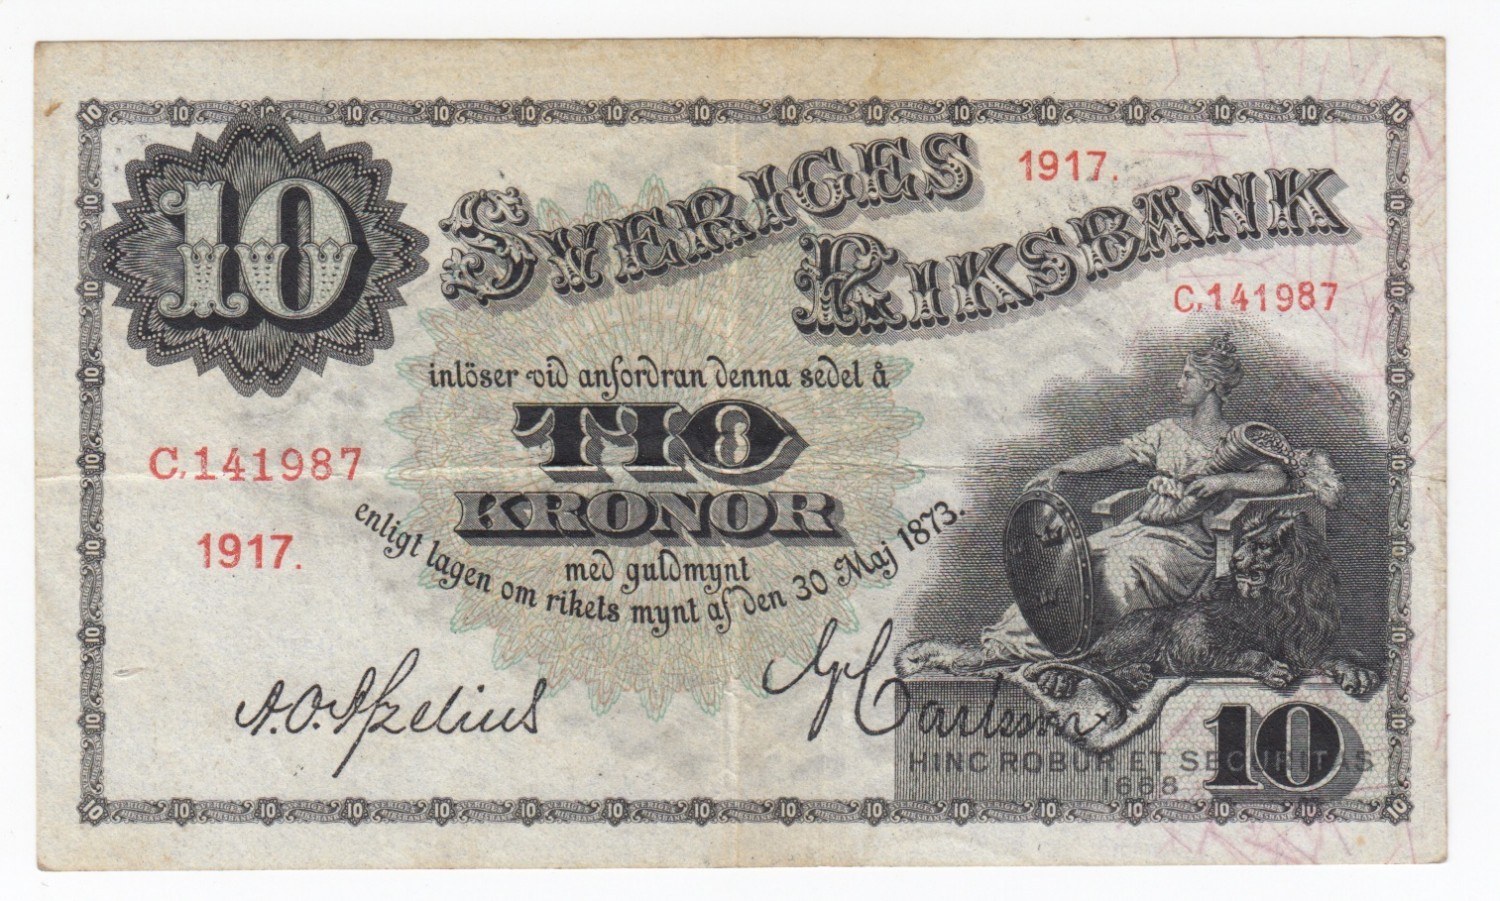 10
SVERIGES
RIKSBANK
1917.
C.141987
inlöser vid anfordran denna sedel å
TIO
KRONOR
med guldmynt
enligt lagen om rikets mynt af den 30 Maj 1873.
C.141987
1917.
A.O. Afzelius
Carlsson
10
HINC ROBUR ET SECURITAS
1668